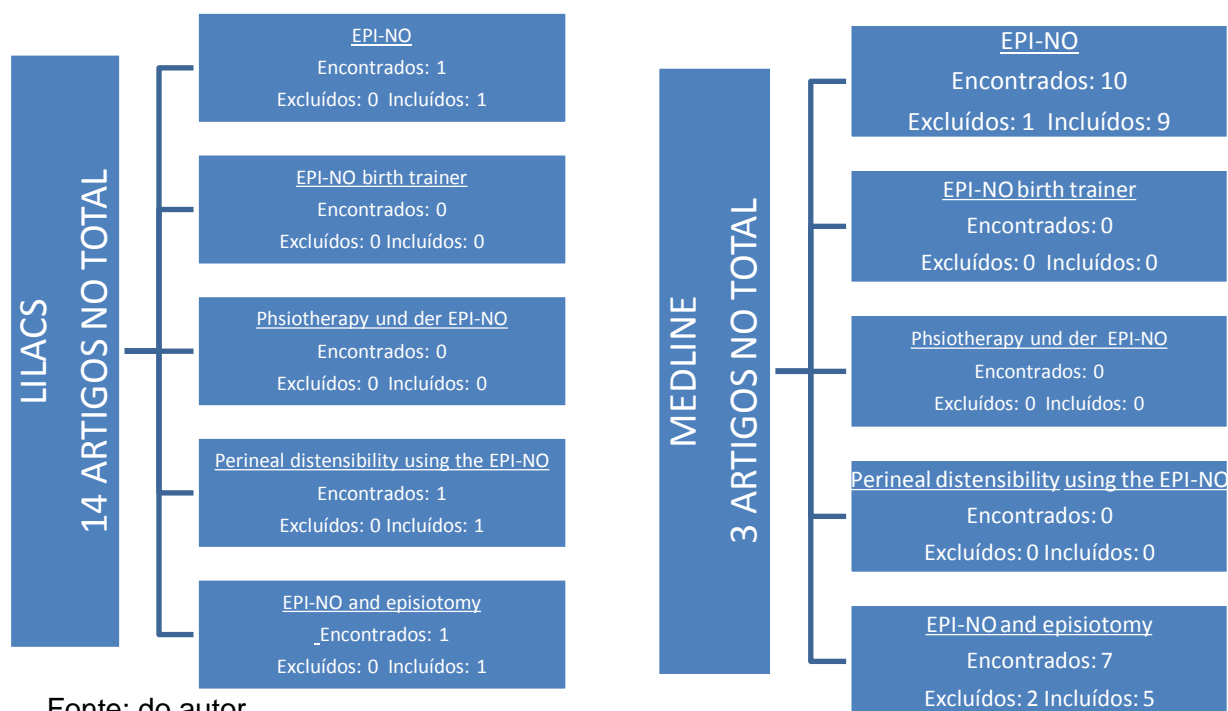 LILACS
14 ARTIGOS NO TOTAL
EPI-NO
Encontrados: 1
Excluídos: 0 Incluídos: 1
EPI-NO birth trainer
Encontrados: 0
Excluídos: 0 Incluídos: 0
Phsiotherapy und der EPI-NO
Encontrados: 0
Excluídos: 0 Incluídos: 0
Perineal distensibility using the EPI-NO
Encontrados: 1
Excluídos: 0 Incluídos: 1
EPI-NO and episiotomy
Encontrados: 1
Excluídos: 0 Incluídos: 1
MEDLINE
3 ARTIGOS NO TOTAL
EPI-NO
Encontrados: 10
Excluídos: 1 Incluídos: 9
EPI-NO birth trainer
Encontrados: 0
Excluídos: 0 Incluídos: 0
Phsiotherapy und der EPI-NO
Encontrados: 0
Excluídos: 0 Incluídos: 0
Perineal distensibility using the EPI-NO
Encontrados: 0
Excluídos: 0 Incluídos: 0
EPI-NO and episiotomy
Encontrados: 7
Excluídos: 2 Incluídos: 5
Fonte: do autor